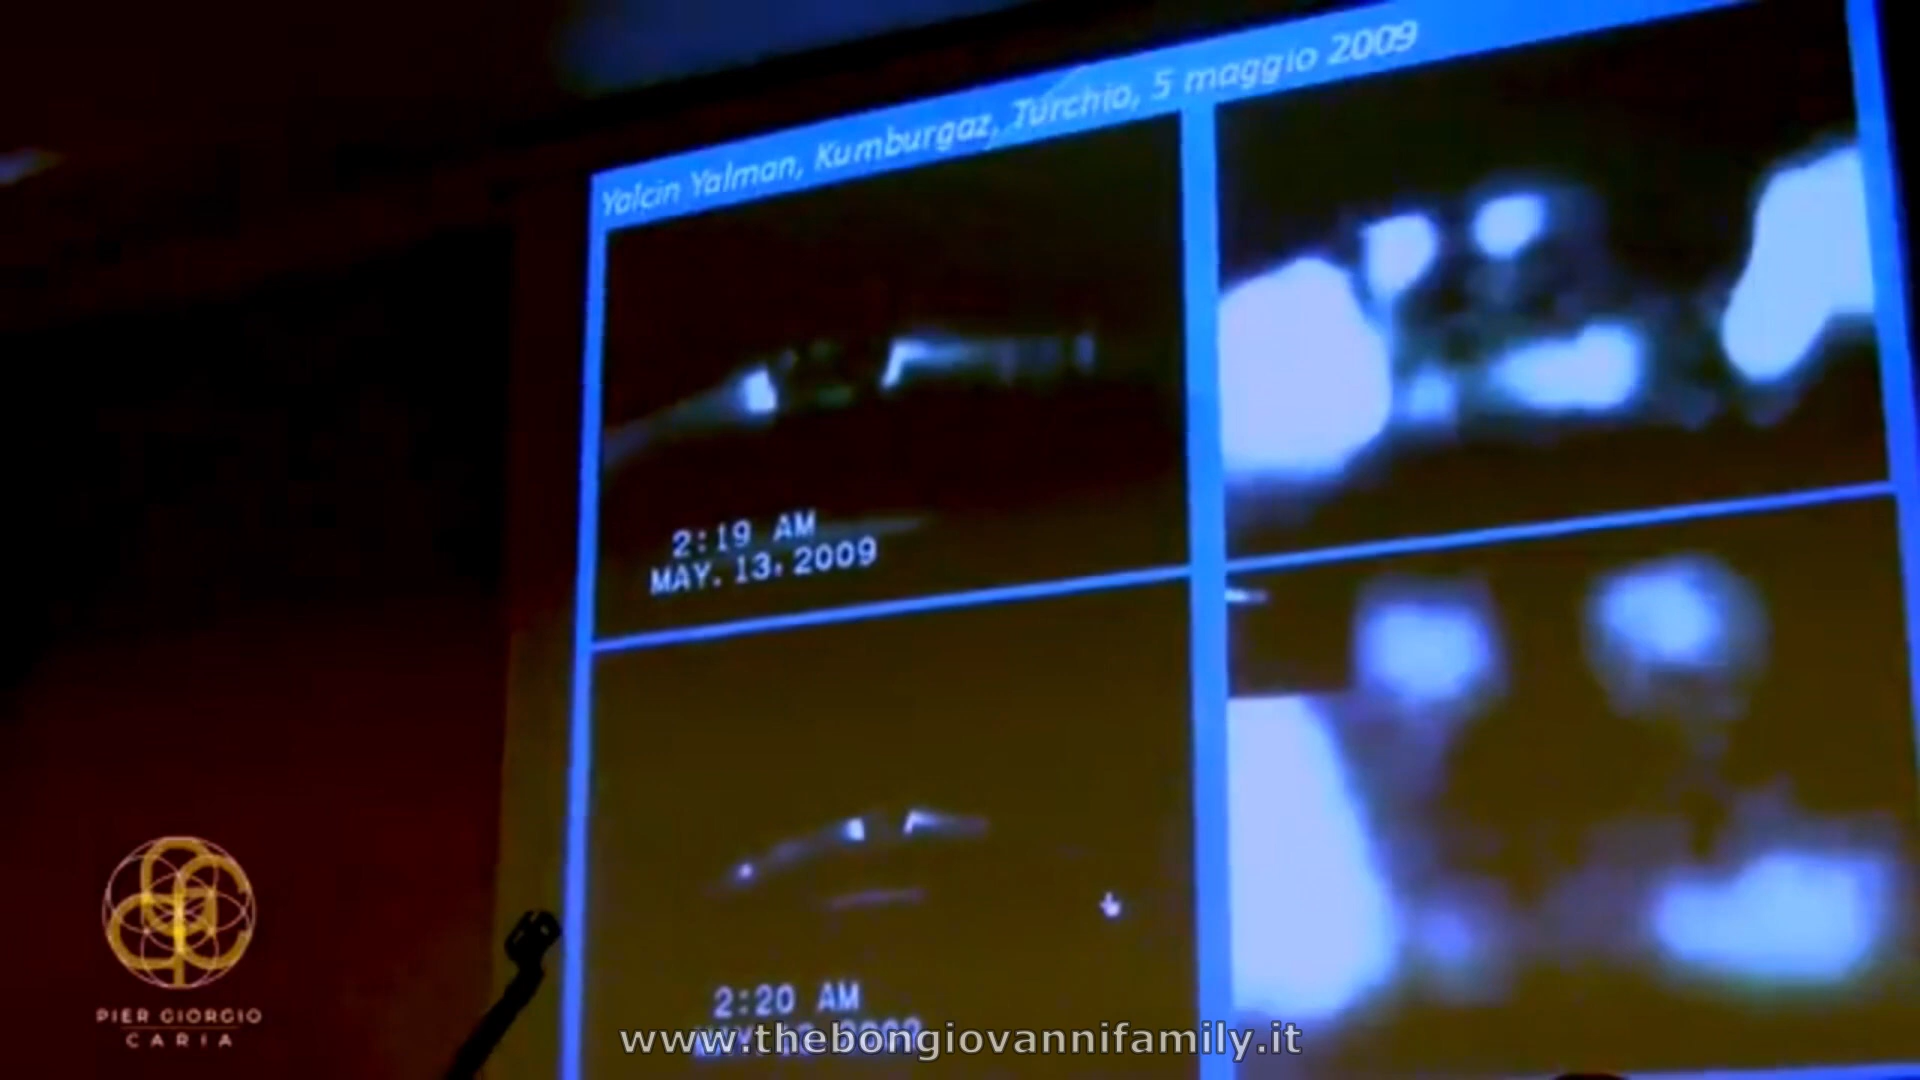 Yalcin Yalman, Kumburgaz, Turchia, 5 maggio 2009
2:19 AM
MAY. 13. 2009
2:20 AM
www.thebongiovannifamily.it
PIER GIORGIO
CARIA